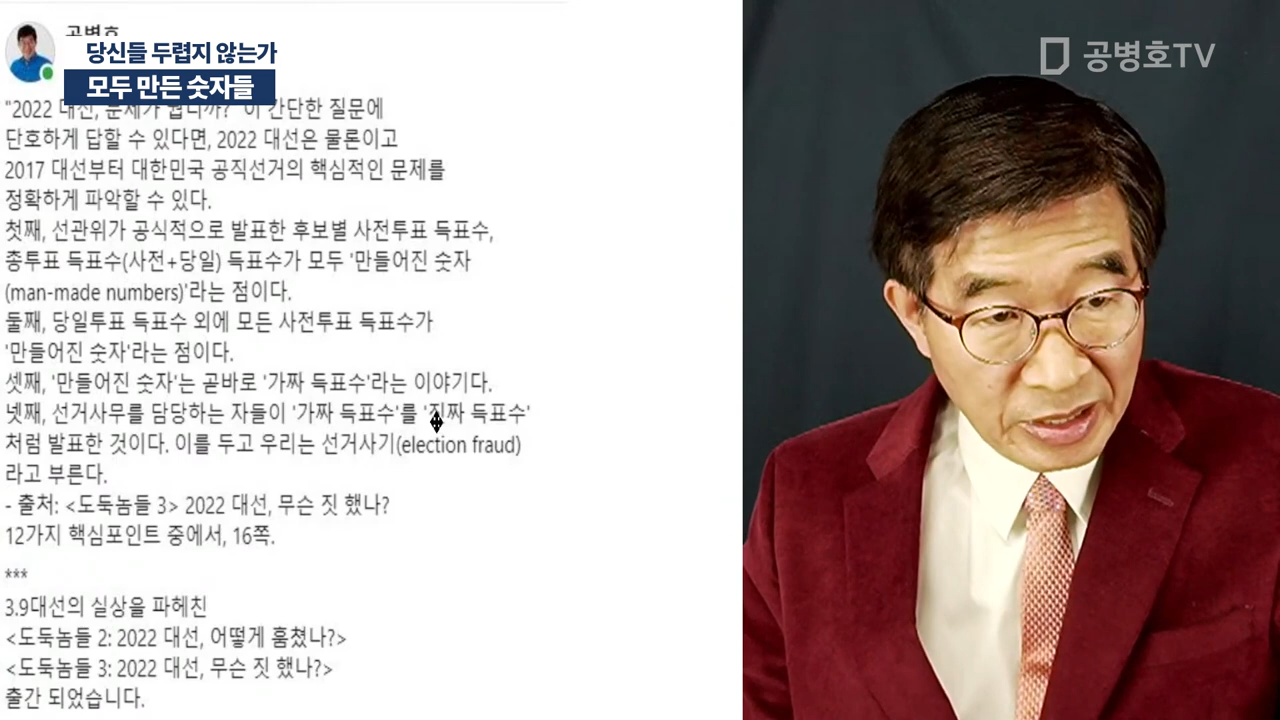 공병호
당신들 두렵지 않는가
모두 만든 숫자들
공병호TV
"2022 대선, 문제가 뭡니까?" 이 간단한 질문에
단호하게 답할 수 있다면, 2022 대선은 물론이고
2017 대선부터 대한민국 공직선거의 핵심적인 문제를
정확하게 파악할 수 있다.
첫째, 선관위가 공식적으로 발표한 후보별 사전투표 득표수,
총투표 득표수(사전+당일) 득표수가 모두 '만들어진 숫자
(man-made numbers)'라는 점이다.
둘째, 당일투표 득표수 외에 모든 사전투표 득표수가
'만들어진 숫자'라는 점이다.
셋째, '만들어진 숫자'는 곧바로 '가짜 득표수'라는 이야기다.
넷째, 선거사무를 담당하는 자들이 '가짜 득표수'를 '진짜 득표수'
처럼 발표한 것이다. 이를 두고 우리는 선거사기(election fraud)
라고 부른다.
- 출처: <도둑놈들 3> 2022 대선, 무슨 짓 했나?
12가지 핵심포인트 중에서, 16쪽.
***
3.9대선의 실상을 파헤친
<도둑놈들 2: 2022 대선, 어떻게 훔쳤나?>
<도둑놈들 3: 2022 대선, 무슨 짓 했나?>
출간 되었습니다.